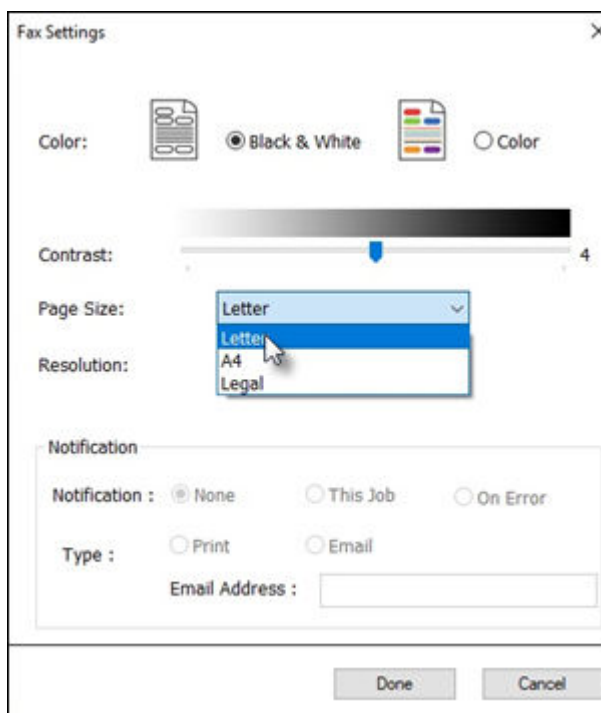 Fax Settings
Color:
Black & White
Color
Contrast:
4
Page Size:
Letter
Letter
A4
Legal
Resolution:
Notification
Notification :
None
This Job
On Error
Type :
Print
Email
Email Address :
Done
Cancel